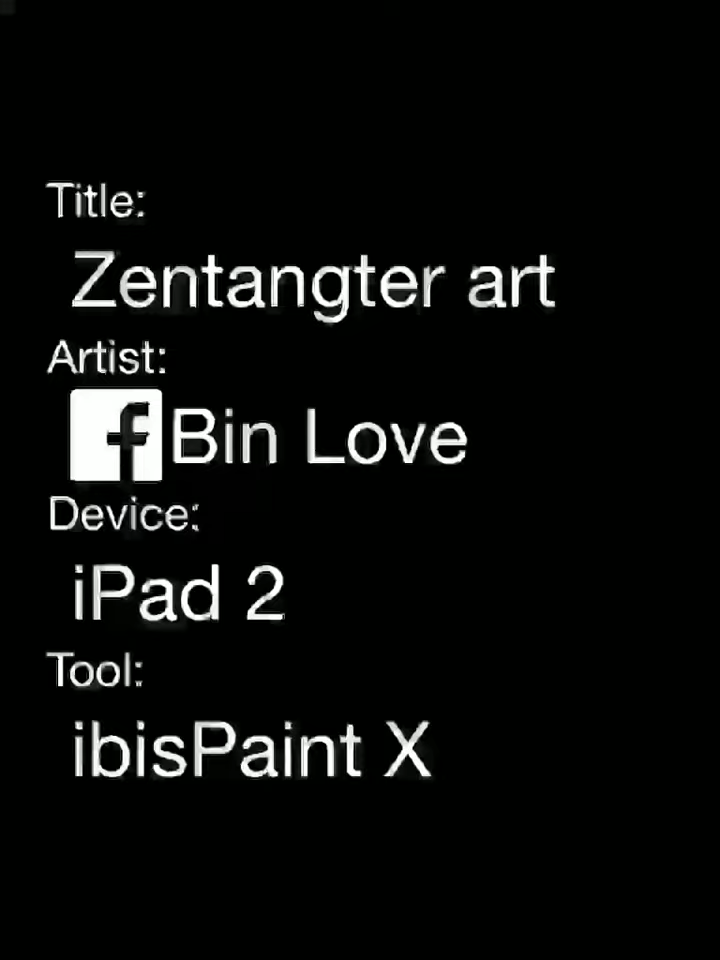 Title:
Zentangter art
Artist:
Bin Love
Device:
iPad 2
Tool:
ibisPaint X